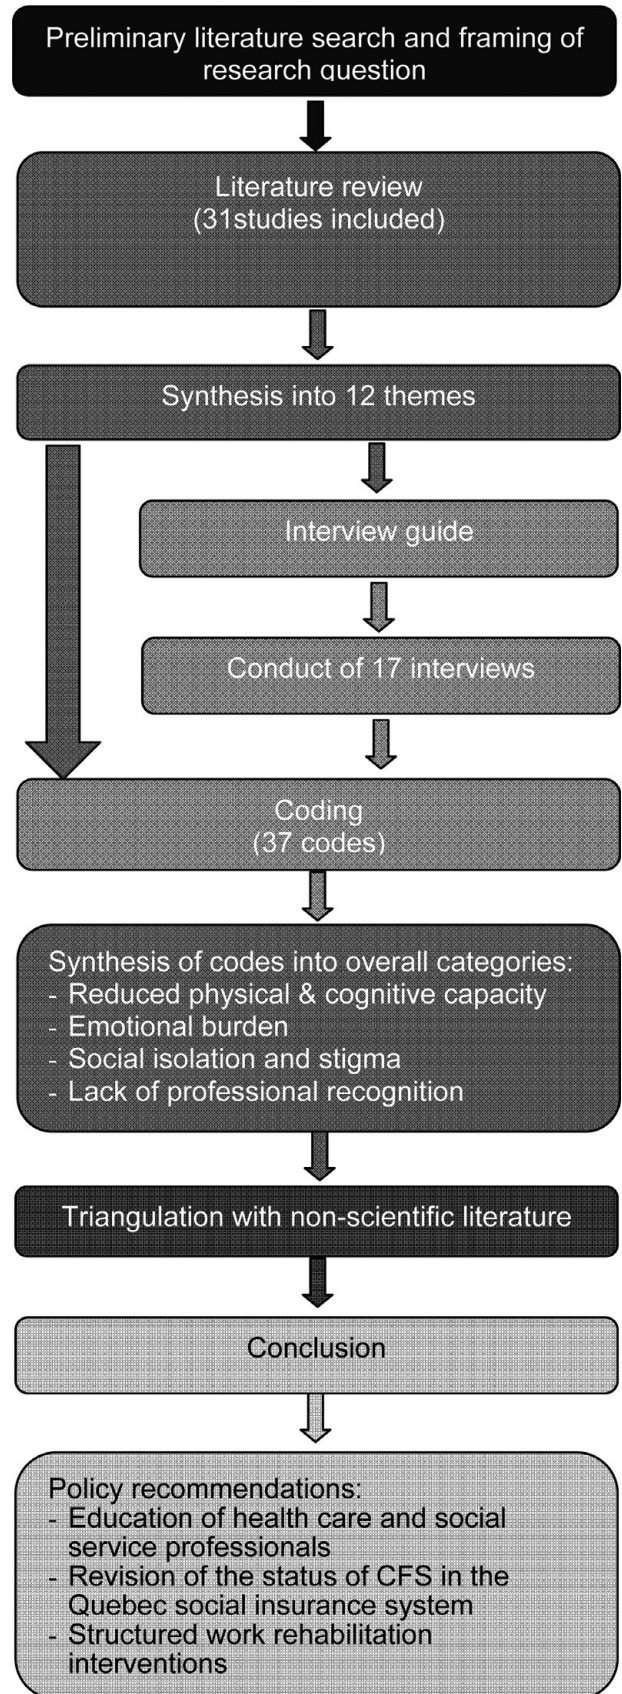 Preliminary literature search and framing of
research question
Literature review
(31studies included)
Synthesis into 12 themes
Interview guide
Conduct of 17 interviews
Coding
(37 codes)
Synthesis of codes into overall categories:
- Reduced physical & cognitive capacity
- Emotional burden
- Social isolation and stigma
- Lack of professional recognition
Triangulation with non-scientific literature
Conclusion
Policy recommendations:
- Education of health care and social
service professionals
- Revision of the status of CFS in the
Quebec social insurance system
- Structured work rehabilitation
interventions